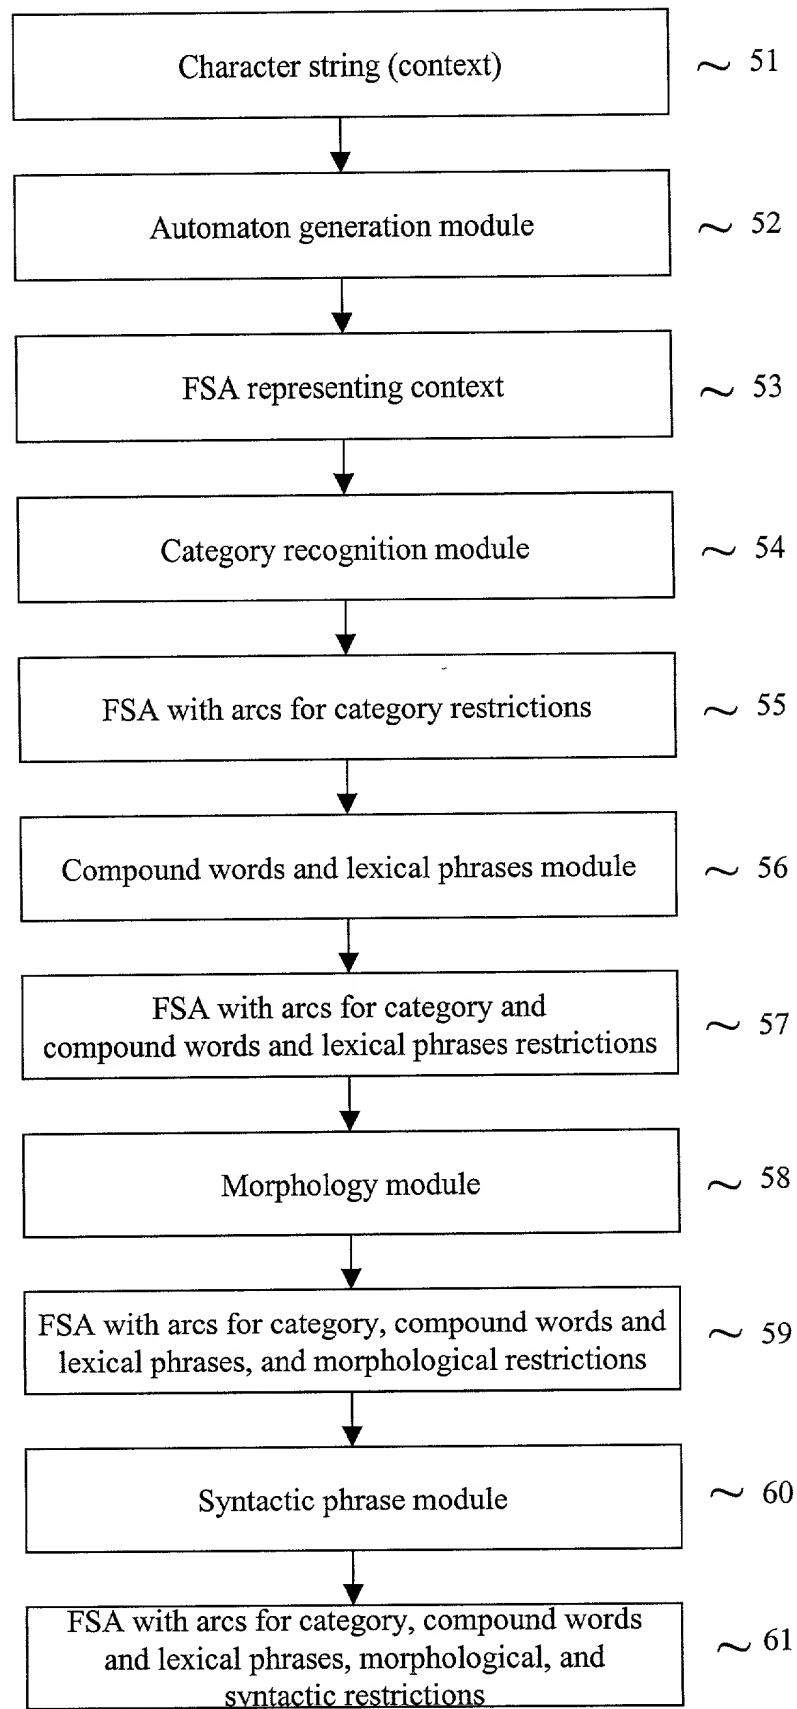 Character string (context)
~ 51
Automaton generation module
~ 52
FSA representing context
~ 53
Category recognition module
~ 54
FSA with arcs for category restrictions
~ 55
Compound words and lexical phrases module
~ 56
FSA with arcs for category and
compound words and lexical phrases restrictions
~ 57
Morphology module
~ 58
FSA with arcs for category, compound words and
lexical phrases, and morphological restrictions
~ 59
Syntactic phrase module
~ 60
FSA with arcs for category, compound words
and lexical phrases, morphological, and
syntactic restrictions
~ 61